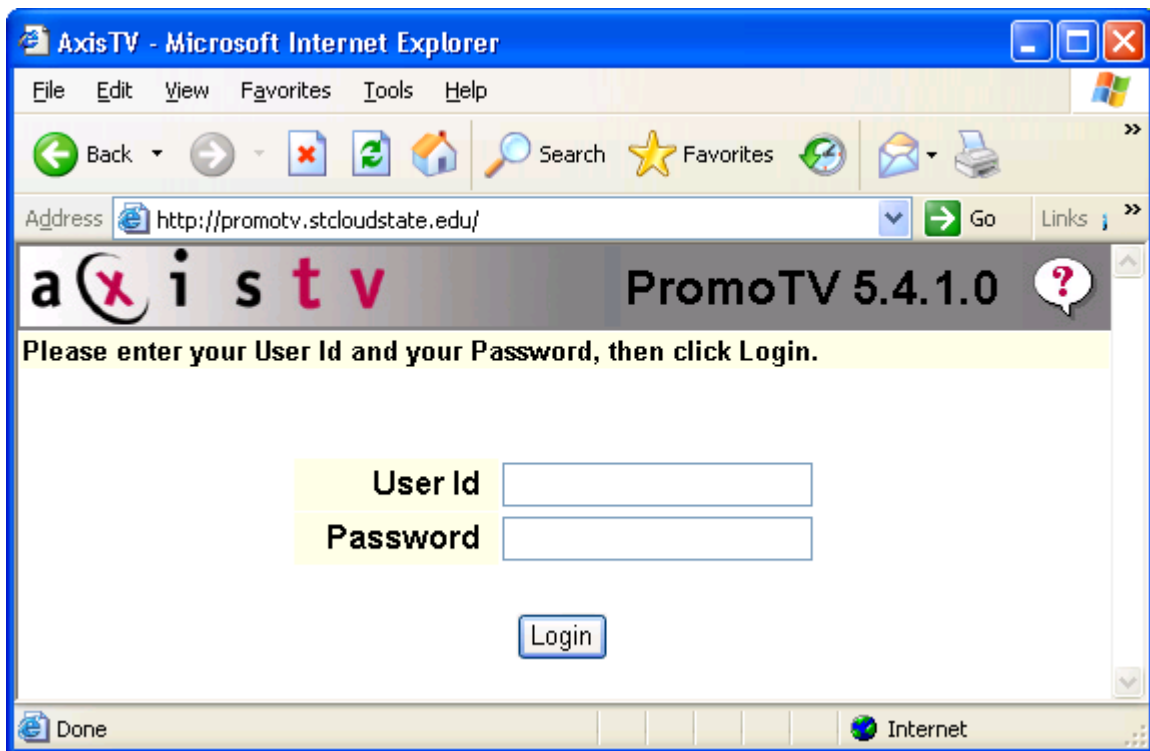 AxisTV - Microsoft Internet Explorer
File Edit View Favorites Tools Help
Back Search Favorites »
Address http://promotv.stcloudstate.edu/ Go Links »
axistv PromoTV 5.4.1.0 ?
Please enter your User Id and your Password, then click Login.
User Id
Password
Login
Done Internet